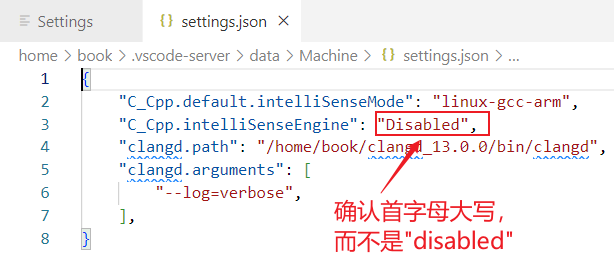 Settings
{} settings.json ×
home > book > .vscode-server > data > Machine > {} settings.json > ...
1 {
2 "C_Cpp.default.intelliSenseMode": "linux-gcc-arm",
3 "C_Cpp.intelliSenseEngine": "Disabled",
4 "clangd.path": "/home/book/clangd_13.0.0/bin/clangd",
5 "clangd.arguments": [
6 "--log=verbose",
7 ],
8 }
确认首字母大写,
而不是"disabled"